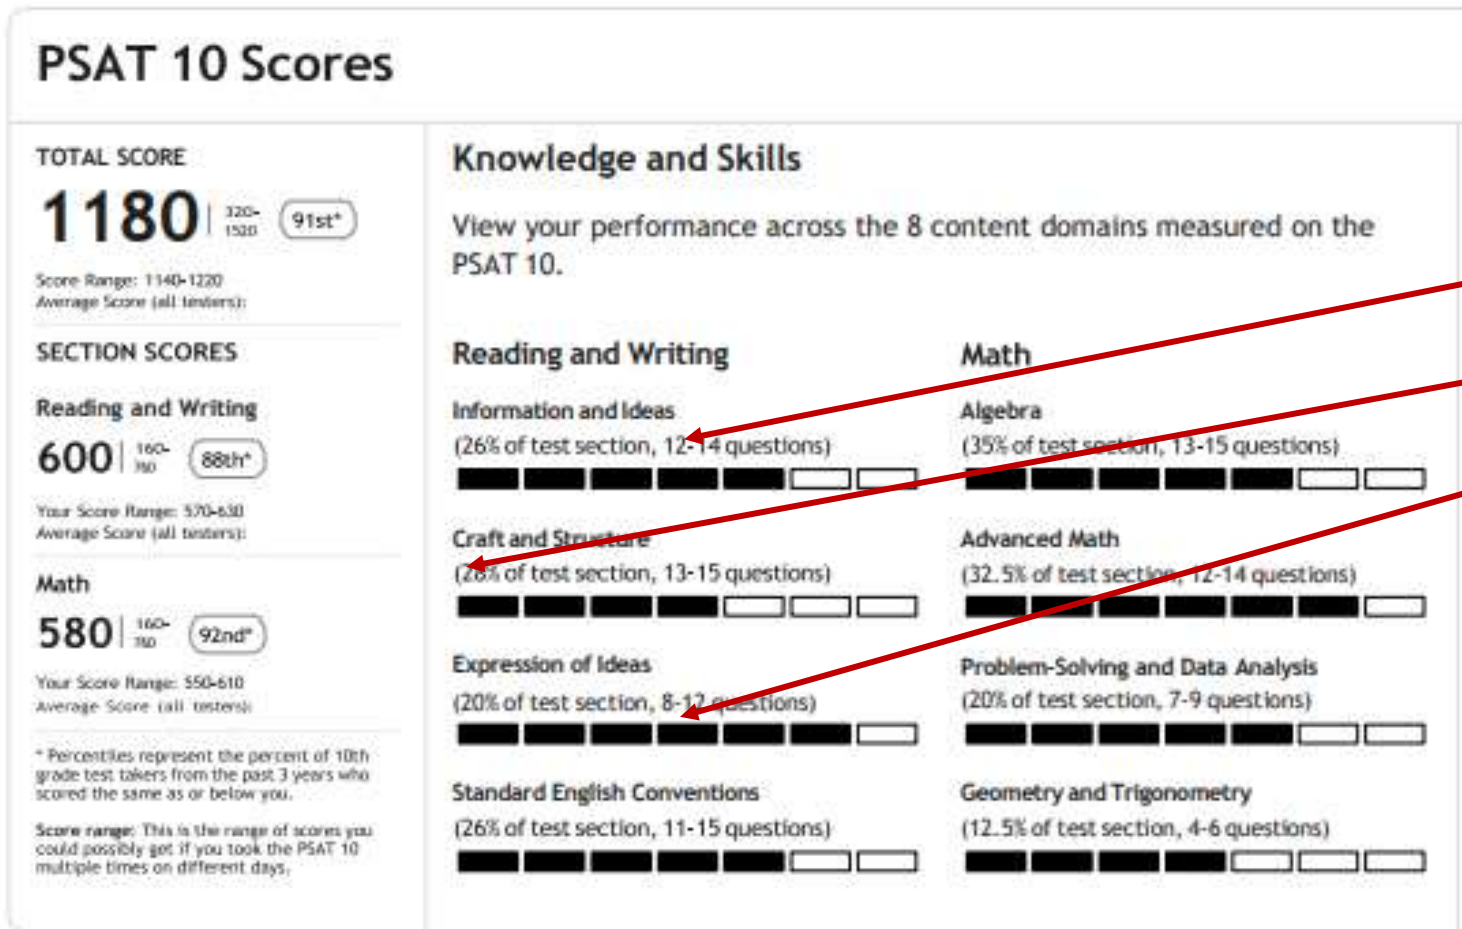 PSAT 10 Scores
TOTAL SCORE
1180 320-1520 91st*
Score Range: 1140-1220
Average Score (all testers):
SECTION SCORES
Reading and Writing
600 160-760 88th*
Your Score Range: 570-630
Average Score (all testers):
Math
580 160-760 92nd*
Your Score Range: 550-610
Average Score (all testers):
* Percentiles represent the percent of 10th
grade test takers from the past 3 years who
scored the same as or below you.
Score range: This is the range of scores you
could possibly get if you took the PSAT 10
multiple times on different days.
Knowledge and Skills
View your performance across the 8 content domains measured on the
PSAT 10.
Reading and Writing
Information and Ideas
(26% of test section, 12-14 questions)
Craft and Structure
(28% of test section, 13-15 questions)
Expression of Ideas
(20% of test section, 8-12 questions)
Standard English Conventions
(26% of test section, 11-15 questions)
Math
Algebra
(35% of test section, 13-15 questions)
Advanced Math
(32.5% of test section, 12-14 questions)
Problem-Solving and Data Analysis
(20% of test section, 7-9 questions)
Geometry and Trigonometry
(12.5% of test section, 4-6 questions)